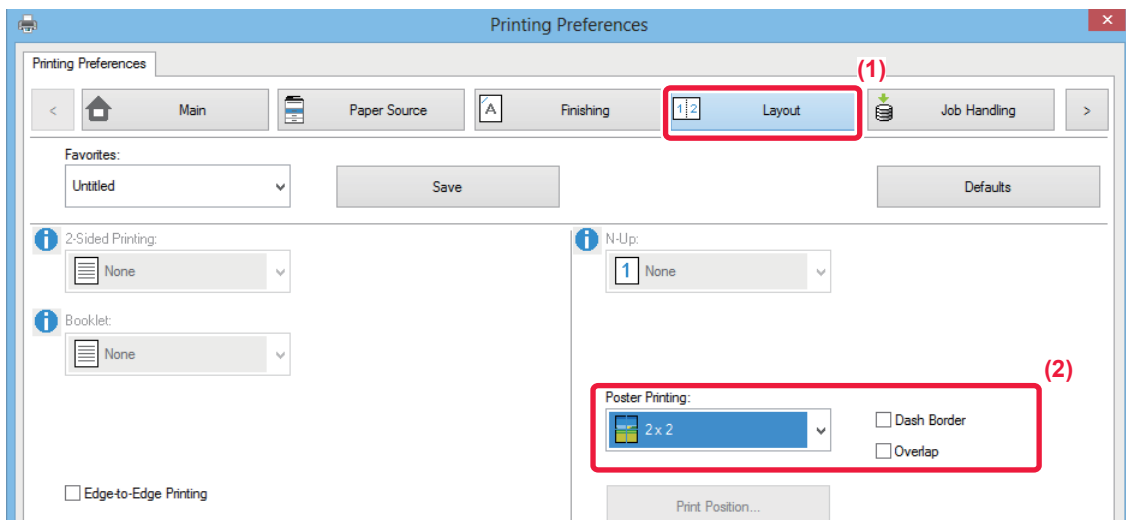 Printing Preferences
×
Printing Preferences
(1)
< Main Paper Source A Finishing 1 2 Layout Job Handling >
Favorites:
Untitled Save Defaults
i 2-Sided Printing:
None
i Booklet:
None
Edge-to-Edge Printing
i N-Up:
1 None
(2)
Poster Printing:
2 x 2
Dash Border
Overlap
Print Position...